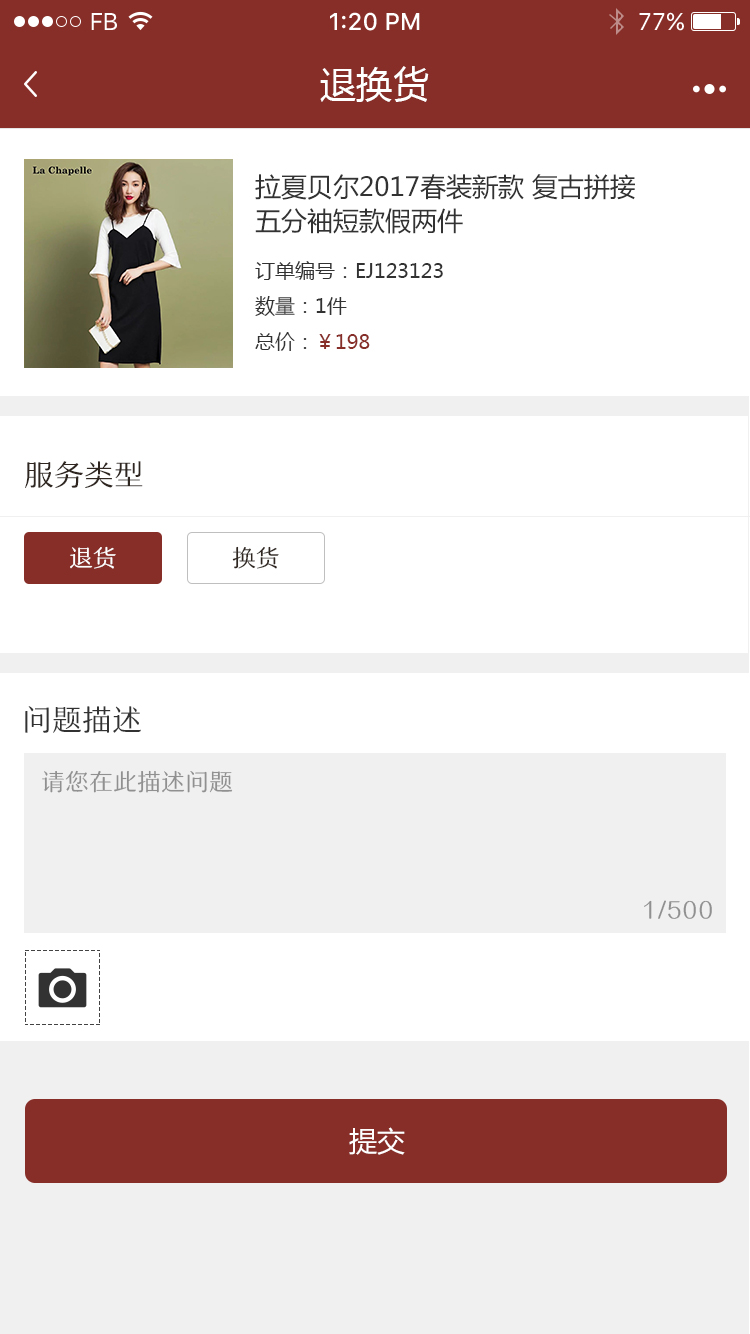 FB 1:20 PM 77%
退换货
La Chapelle
拉夏贝尔2017春装新款 复古拼接
五分袖短款假两件
订单编号：EJ123123
数量：1件
总价：￥198
服务类型
退货 换货
问题描述
请您在此描述问题
1/500
提交